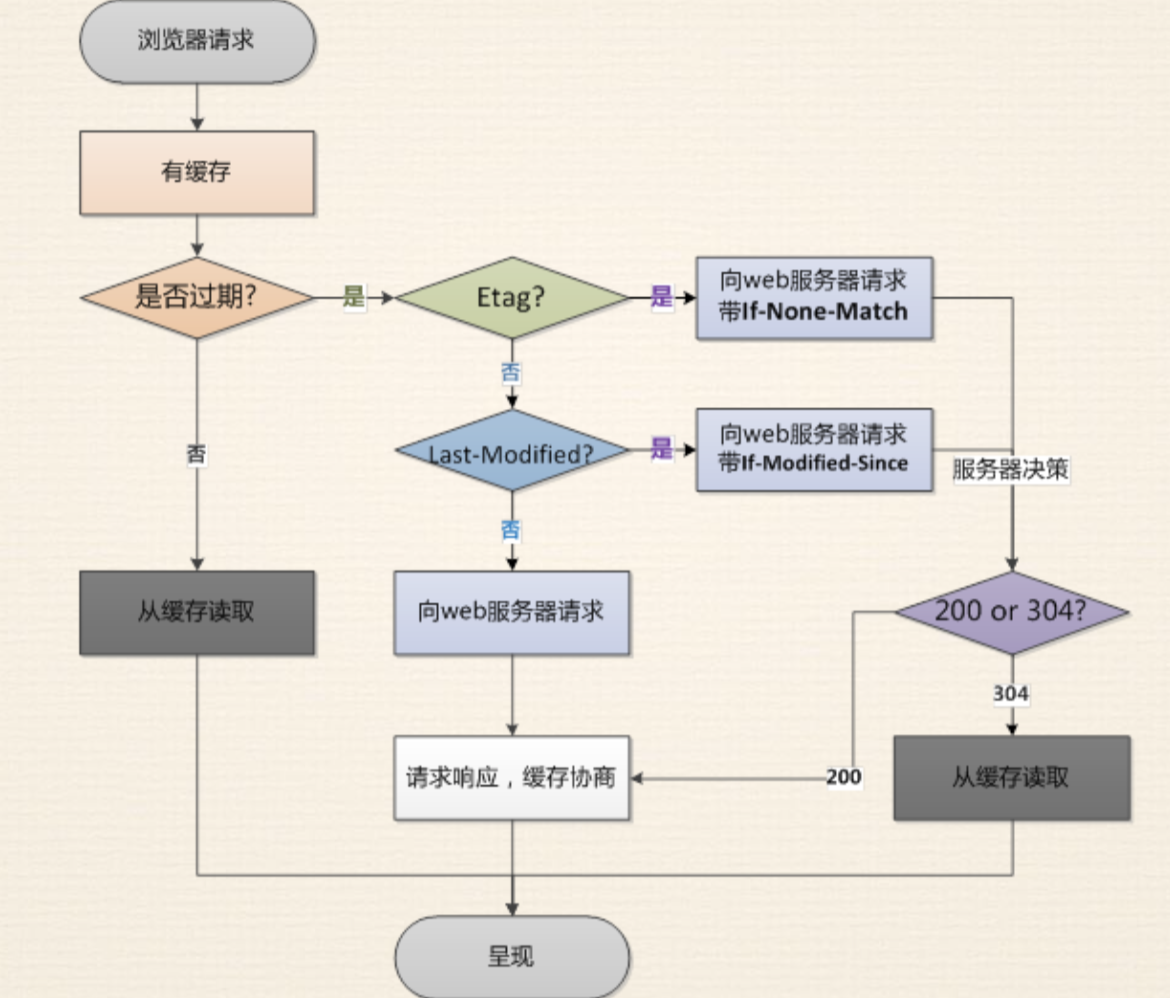 浏览器请求
有缓存
是否过期?
是
Etag?
是
向web服务器请求
带If-None-Match
否
否
Last-Modified?
是
向web服务器请求
带If-Modified-Since
服务器决策
否
从缓存读取
向web服务器请求
200 or 304?
304
请求响应，缓存协商
200
从缓存读取
呈现